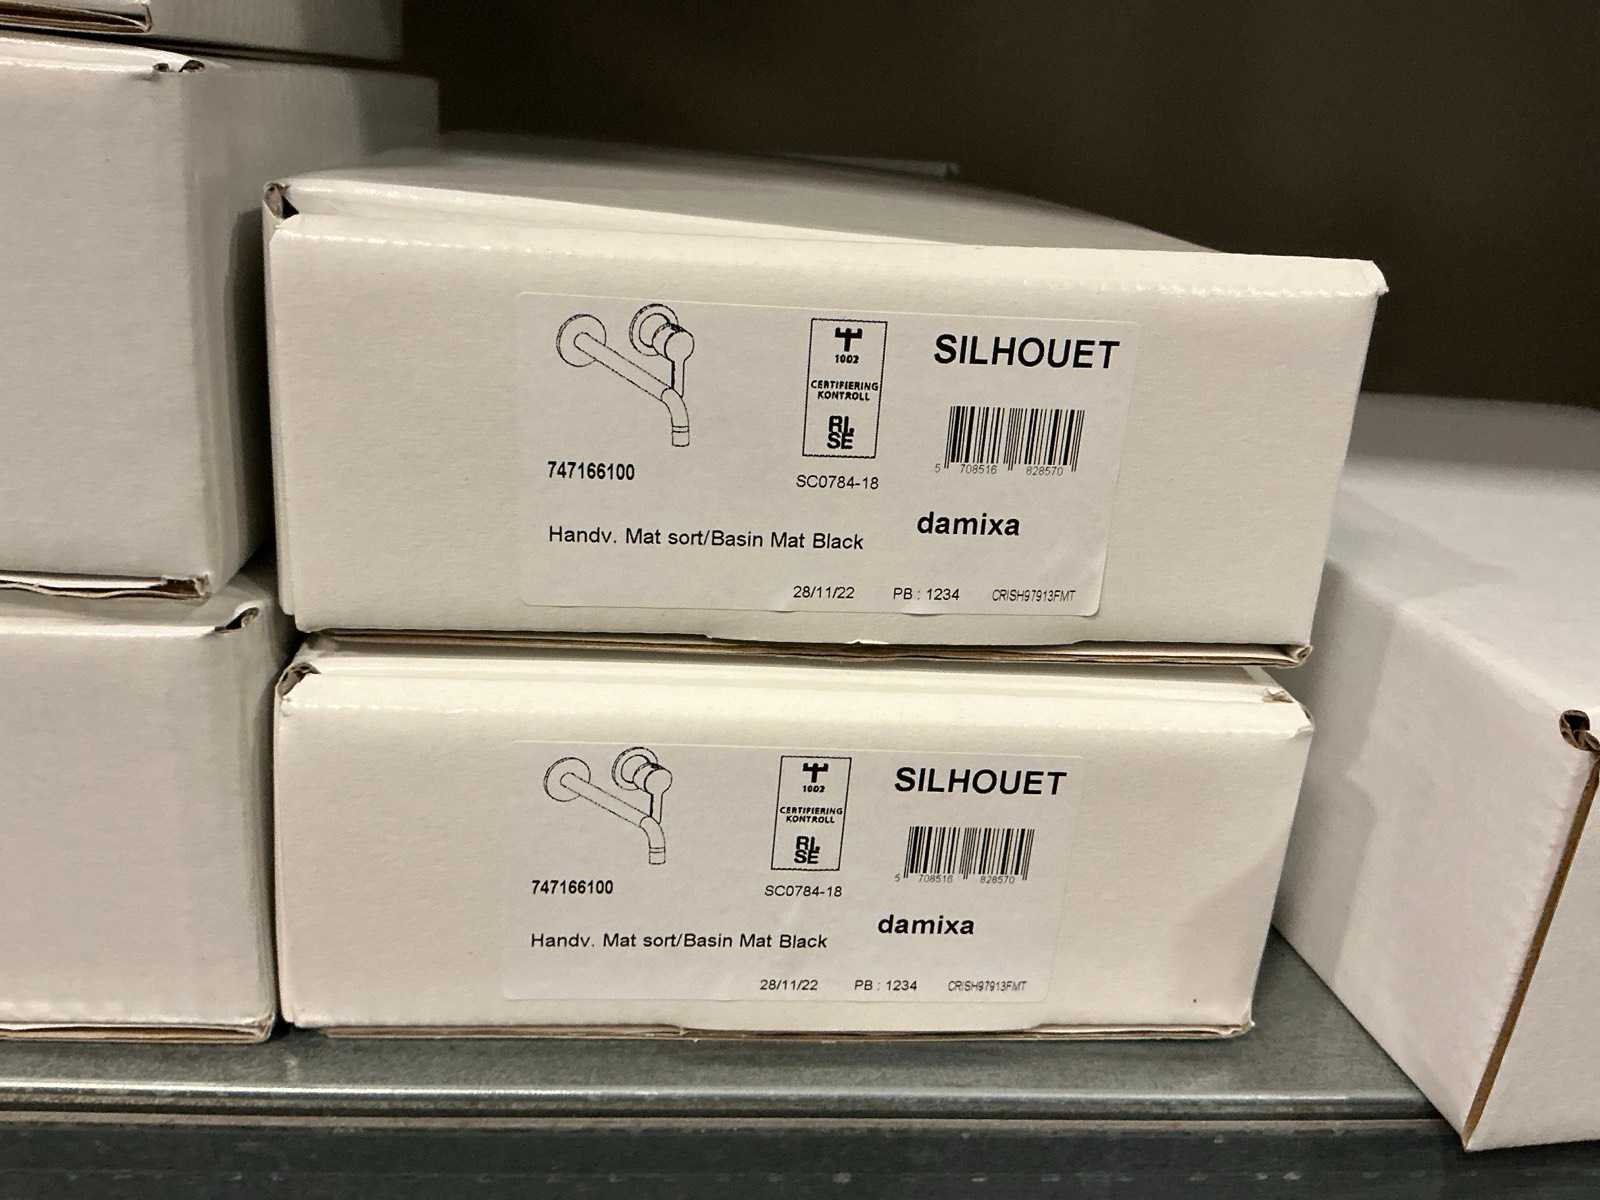 1002
CERTIFIERING
KONTROLL
RI
SE
SILHOUET
5 708516 828570
747166100
SC0784-18
damixa
Handv. Mat sort/Basin Mat Black
28/11/22 PB : 1234 CRISH97913FMT
1002
CERTIFIERING
KONTROLL
RI
SE
SILHOUET
5 708516 828570
747166100
SC0784-18
damixa
Handv. Mat sort/Basin Mat Black
28/11/22 PB : 1234 CRISH97913FMT